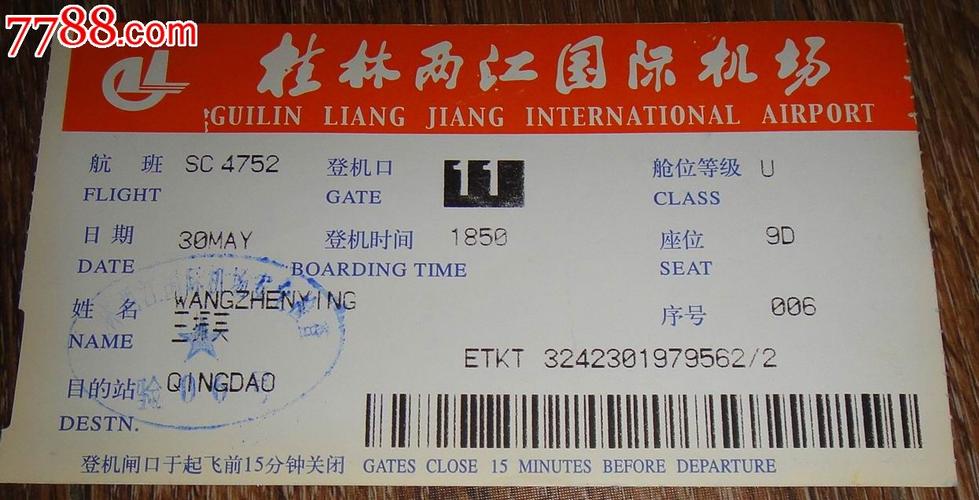 7788.com
桂林两江国际机场
GUILIN LIANG JIANG INTERNATIONAL AIRPORT
航 班 SC 4752 登机口 11 舱位等级 U
FLIGHT GATE CLASS
日 期 30MAY 登机时间 1850 座位 9D
DATE BOARDING TIME SEAT
姓 名 WANGZHENYING 序号 006
NAME 王振
ETKT 3242301979562/2
目的站 QINGDAO
DESTN.
验
登机闸口于起飞前15分钟关闭 GATES CLOSE 15 MINUTES BEFORE DEPARTURE